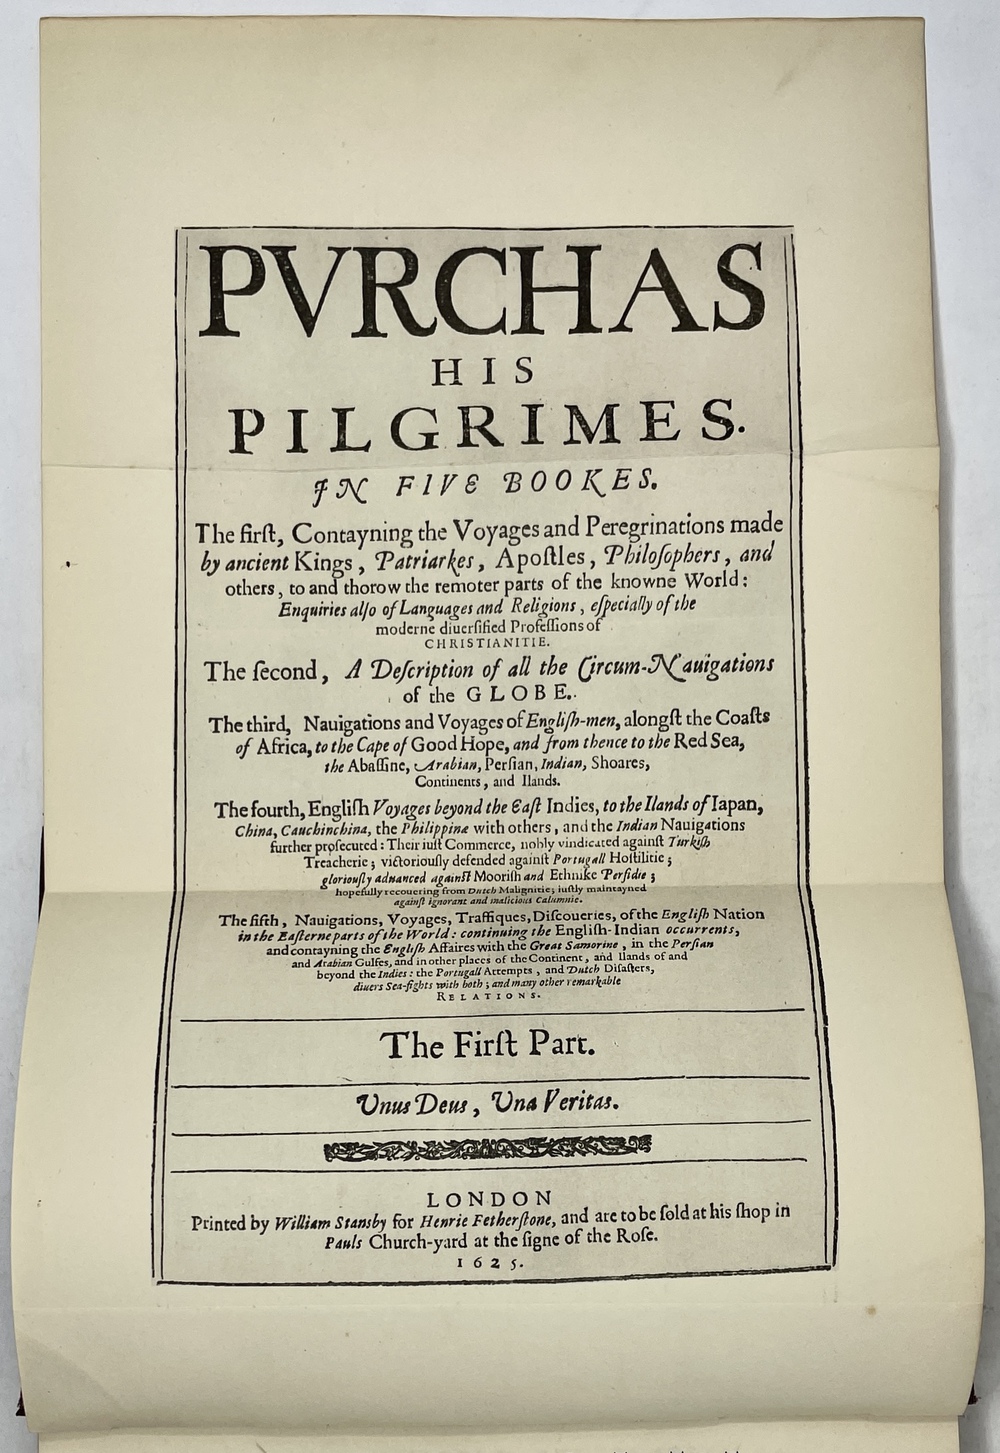 PVRCHAS
HIS
PILGRIMES.
IN FIVE BOOKES.
The firſt, Contayning the Voyages and Peregrinations made
by ancient Kings, Patriarkes, Apoſtles, Philoſophers, and
others, to and thorow the remoter parts of the knowne World:
Enquiries alſo of Languages and Religions, eſpecially of the
moderne diuerſified Profeſſions of
CHRISTIANITIE.
The ſecond, A Deſcription of all the Circum-Nauigations
of the GLOBE.
The third, Nauigations and Voyages of Engliſh-men, alongſt the Coaſts
of Africa, to the Cape of Good Hope, and from thence to the Red Sea,
the Abaſſine, Arabian, Perſian, Indian, Shoares,
Continents, and Ilands.
The fourth, Engliſh Voyages beyond the Eaſt Indies, to the Ilands of Iapan,
China, Cauchinchina, the Philippinæ with others, and the Indian Nauigations
further proſecuted: Their iuſt Commerce, nobly vindicated againſt Turkiſh
Treacherie; victoriouſly defended againſt Portugall Hoſtilitie;
gloriouſly aduanced againſt Mooriſh and Ethnike Perfidie;
hopefully recouering from Dutch Malignitie; iuſtly maintayned
againſt ignorant and malicious Calumnie.
The fifth, Nauigations, Voyages, Traffiques, Diſcoueries, of the Engliſh Nation
in the Eaſterne parts of the World: continuing the Engliſh-Indian occurrents,
and contayning the Engliſh Affaires with the Great Samorine, in the Perſian
and Arabian Gulfes, and in other places of the Continent, and Ilands of and
beyond the Indies: the Portugall Attempts, and Dutch Diſaſters,
diuers Sea-fights with both; and many other remarkable
RELATIONS.
The Firſt Part.
Unus Deus, Una Veritas.
LONDON
Printed by William Stansby for Henrie Fetherſtone, and are to be ſold at his ſhop in
Pauls Church-yard at the ſigne of the Roſe.
1625.